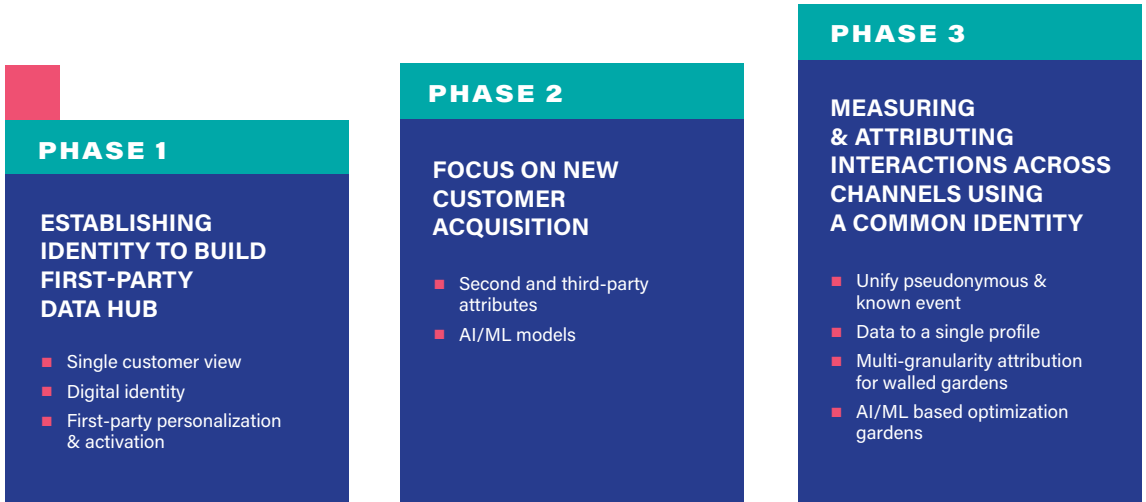 PHASE 1
ESTABLISHING
IDENTITY TO BUILD
FIRST-PARTY
DATA HUB
Single customer view
Digital identity
First-party personalization
& activation
PHASE 2
FOCUS ON NEW
CUSTOMER
ACQUISITION
Second and third-party
attributes
AI/ML models
PHASE 3
MEASURING
& ATTRIBUTING
INTERACTIONS ACROSS
CHANNELS USING
A COMMON IDENTITY
Unify pseudonymous &
known event
Data to a single profile
Multi-granularity attribution
for walled gardens
AI/ML based optimization
gardens